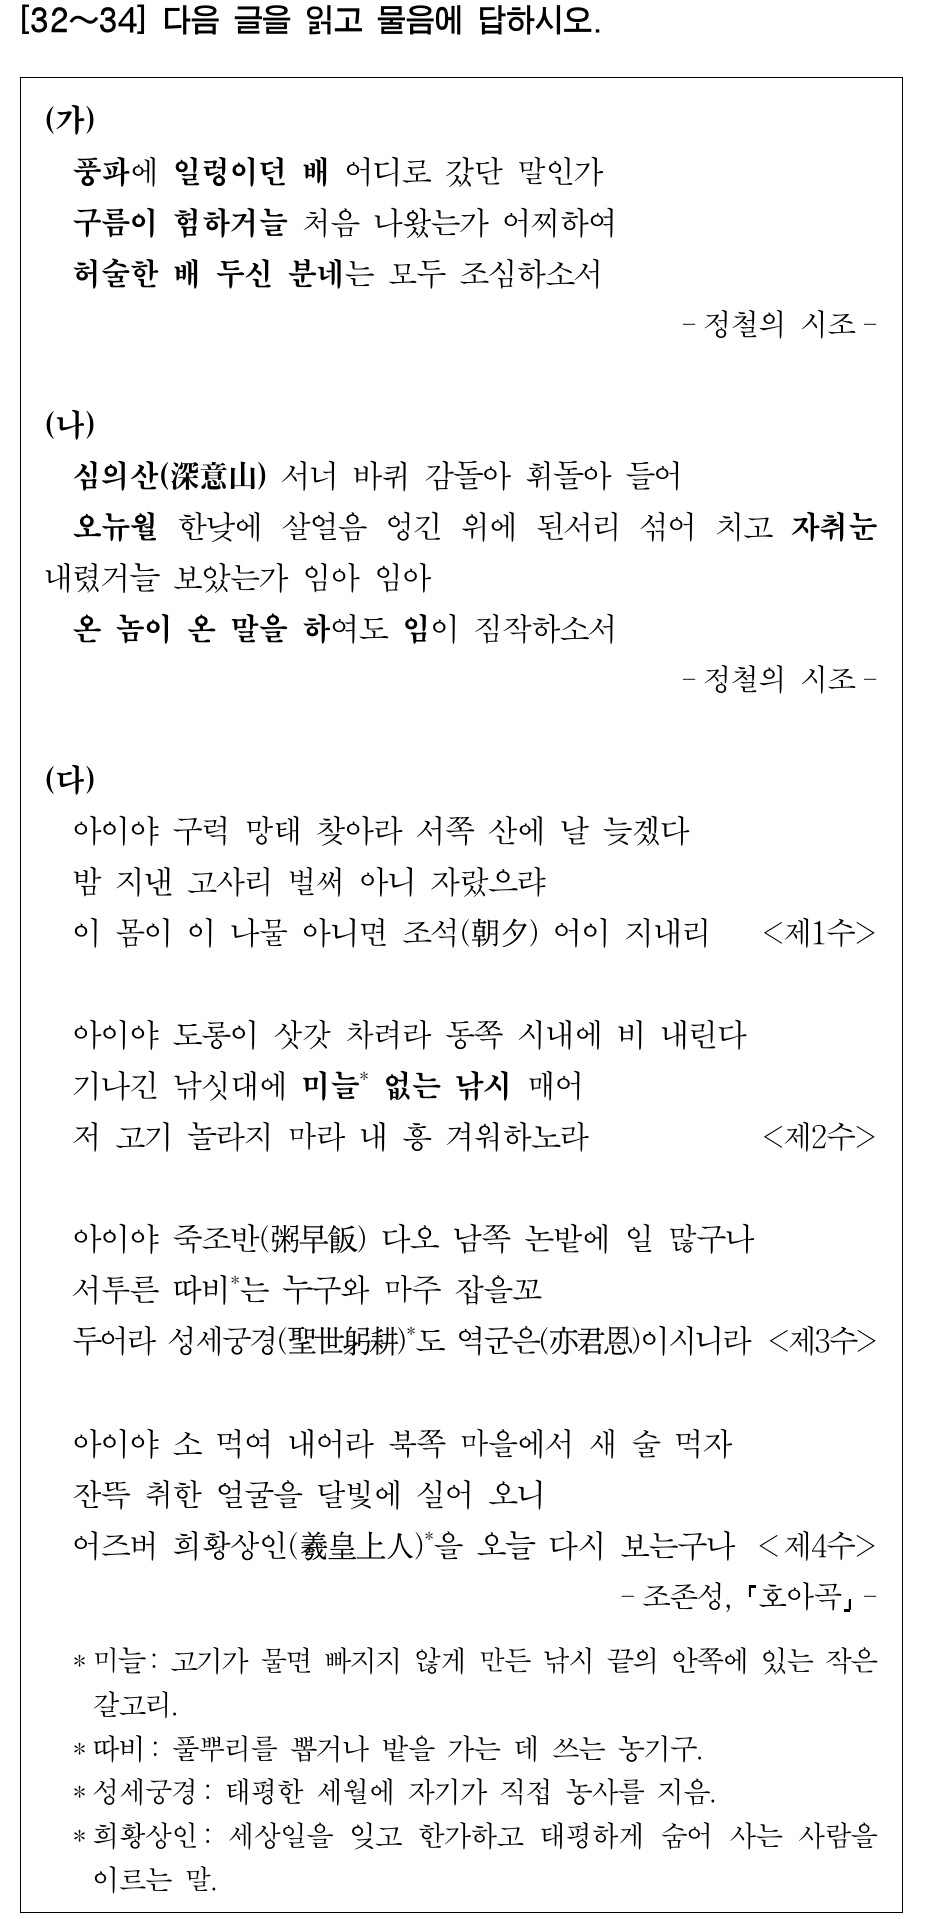 [32～34] 다음 글을 읽고 물음에 답하시오.
(가)
풍파에 일렁이던 배 어디로 갔단 말인가
구름이 험하거늘 처음 나왔는가 어찌하여
허술한 배 두신 분네는 모두 조심하소서
- 정철의 시조 -
(나)
심의산(深意山) 서너 바퀴 감돌아 휘돌아 들어
오뉴월 한낮에 살얼음 엉긴 위에 된서리 섞어 치고 자취눈
내렸거늘 보았는가 임아 임아
온 놈이 온 말을 하여도 임이 짐작하소서
- 정철의 시조 -
(다)
아이야 구럭 망태 찾아라 서쪽 산에 날 늦겠다
밤 지낸 고사리 벌써 아니 자랐으랴
이 몸이 이 나물 아니면 조석(朝夕) 어이 지내리 <제1수>
아이야 도롱이 삿갓 차려라 동쪽 시내에 비 내린다
기나긴 낚싯대에 미늘* 없는 낚시 매어
저 고기 놀라지 마라 내 흥 겨워하노라 <제2수>
아이야 죽조반(粥早飯) 다오 남쪽 논밭에 일 많구나
서투른 따비*는 누구와 마주 잡을꼬
두어라 성세궁경(聖世躬耕)*도 역군은(亦君恩)이시니라 <제3수>
아이야 소 먹여 내어라 북쪽 마을에서 새 술 먹자
잔뜩 취한 얼굴을 달빛에 실어 오니
어즈버 희황상인(羲皇上人)*을 오늘 다시 보는구나 <제4수>
- 조존성, 「호아곡」 -
* 미늘 : 고기가 물면 빠지지 않게 만든 낚시 끝의 안쪽에 있는 작은
갈고리.
* 따비 : 풀뿌리를 뽑거나 밭을 가는 데 쓰는 농기구.
* 성세궁경 : 태평한 세월에 자기가 직접 농사를 지음.
* 희황상인 : 세상일을 잊고 한가하고 태평하게 숨어 사는 사람을
이르는 말.